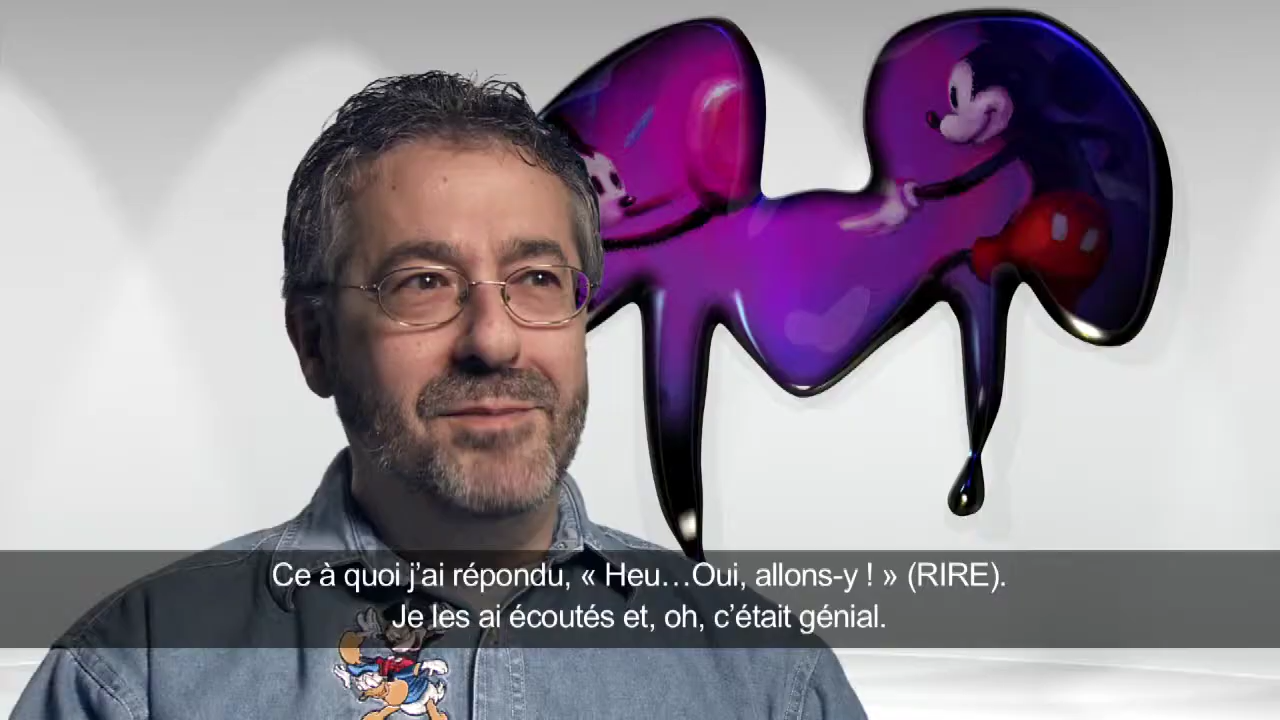 Ce à quoi j’ai répondu, « Heu…Oui, allons-y ! » (RIRE).
Je les ai écoutés et, oh, c’était génial.